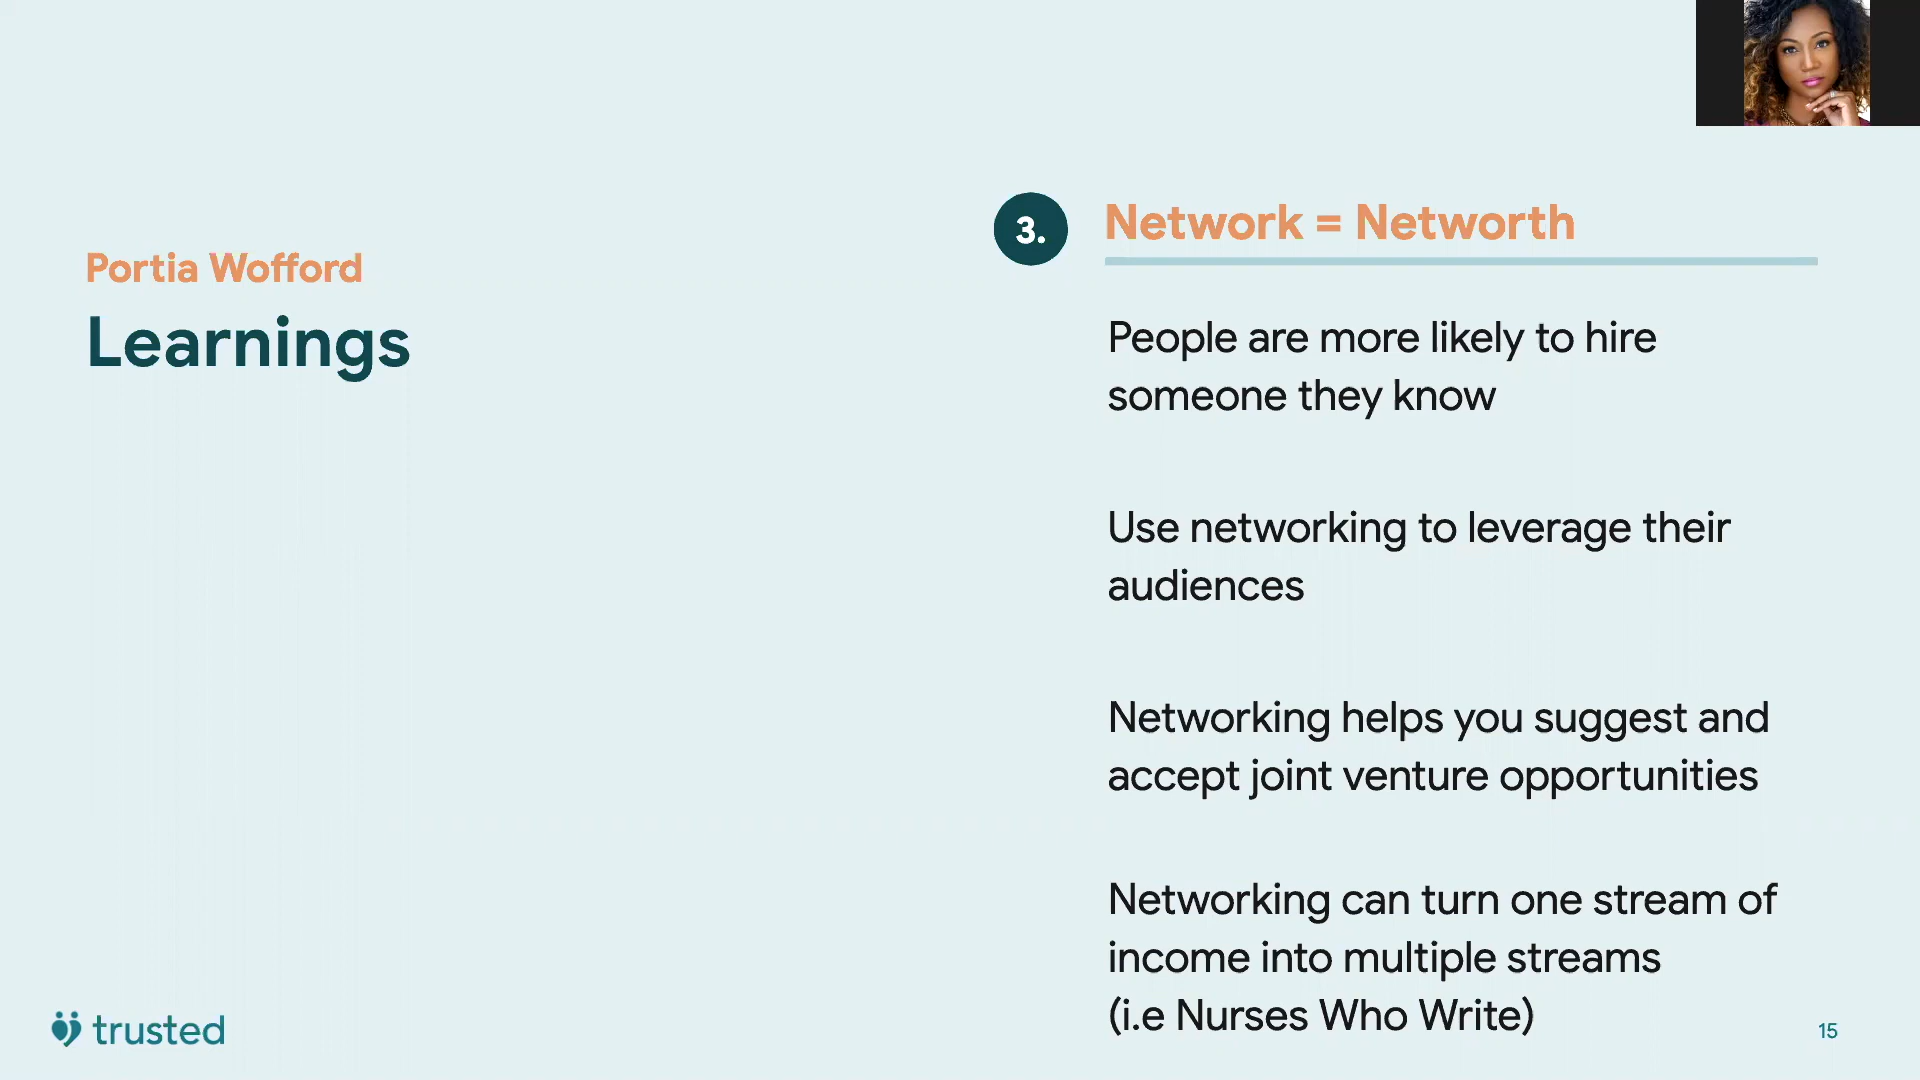 Portia Wofford
Learnings
3.
Network = Networth
People are more likely to hire
someone they know
Use networking to leverage their
audiences
Networking helps you suggest and
accept joint venture opportunities
Networking can turn one stream of
income into multiple streams
(i.e Nurses Who Write)
trusted
15